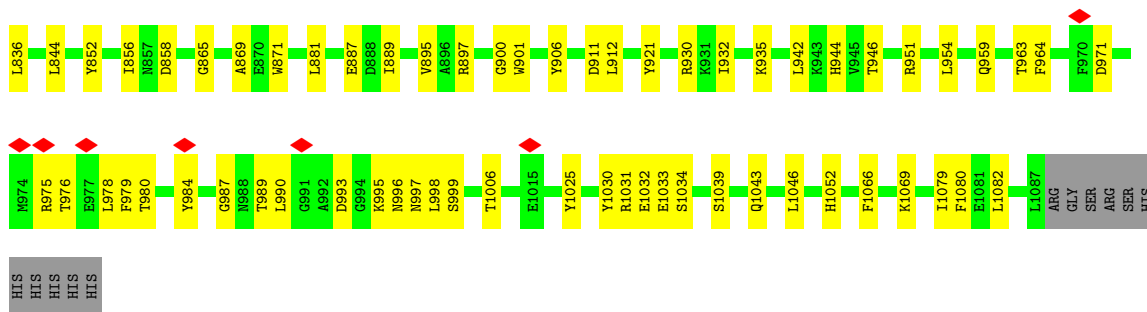 L836 L844 Y852 I856 N857 D858 G865 A869 E870 W871 L881 E887 D888 I889 V895 A896 R897 G900 W901 Y906 D911 L912 Y921 R930 K931 I932 K935 L942 K943 H944 V945 T946 R951 L954 Q959 T963 F964 F970 D971
M974 R975 T976 E977 L978 F979 T980 Y984 G987 N988 T989 L990 G991 A992 D993 G994 K995 N996 N997 L998 S999 T1006 E1015 Y1025 Y1030 R1031 E1032 E1033 S1034 S1039 Q1043 L1046 H1052 F1066 K1069 I1079 F1080 E1081 L1082 L1087 ARG GLY SER ARG SER HIS
HIS HIS HIS HIS HIS